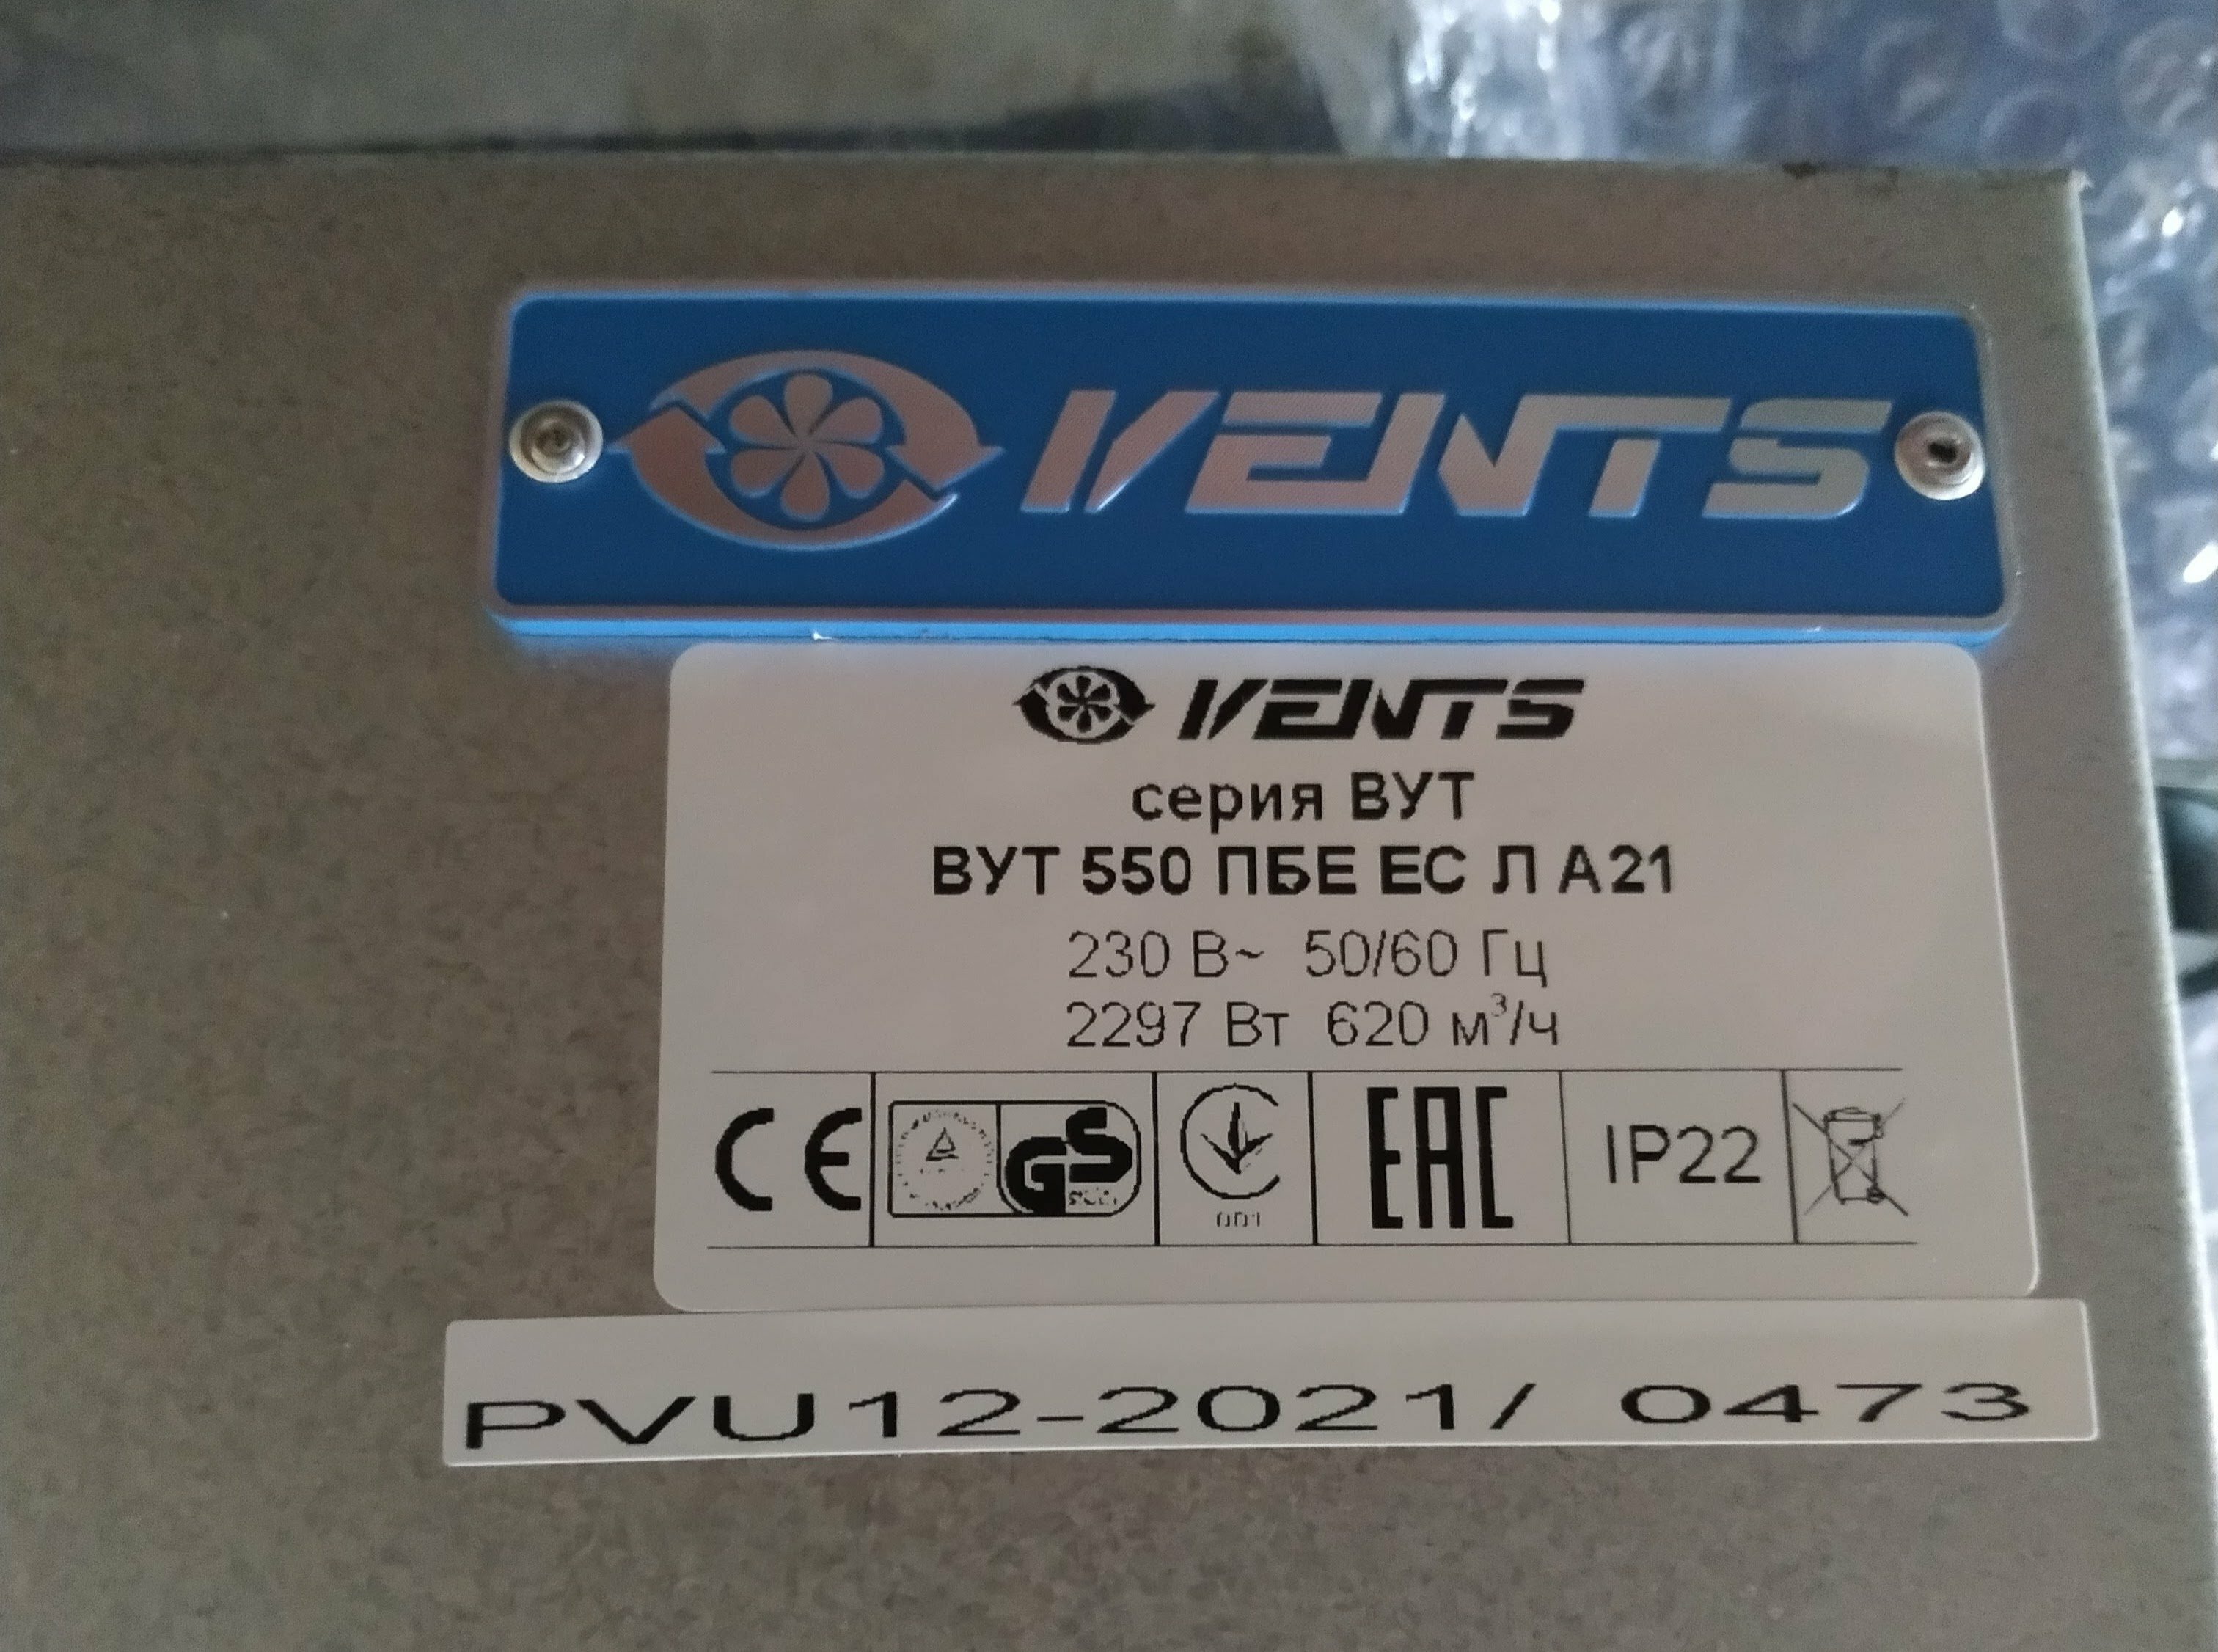 VENTS
VENTS
серия ВУТ
ВУТ 550 ПБЕ ЕС Л А21
230 В~ 50/60 Гц
2297 Вт 620 м³/ч
CE GS 001 EAC IP22
PVU12-2021/ 0473